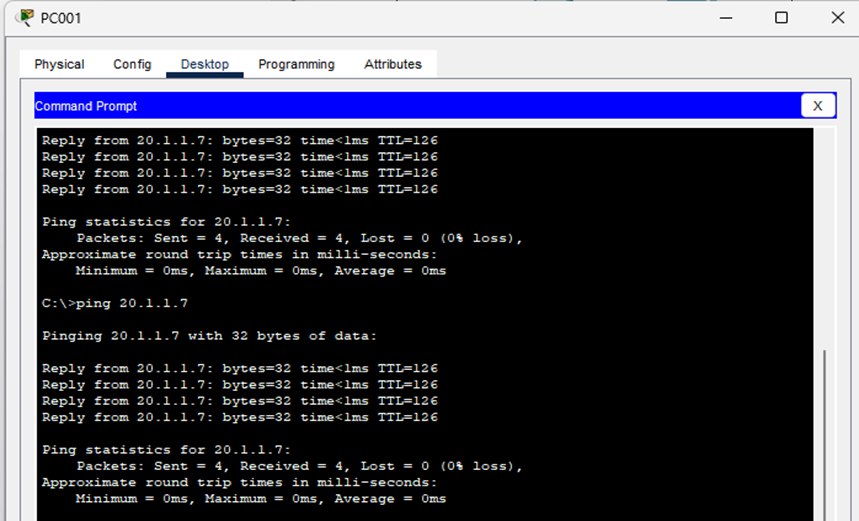 PC001
Physical Config Desktop Programming Attributes
Command Prompt X
Reply from 20.1.1.7: bytes=32 time<1ms TTL=126
Reply from 20.1.1.7: bytes=32 time<1ms TTL=126
Reply from 20.1.1.7: bytes=32 time<1ms TTL=126
Reply from 20.1.1.7: bytes=32 time<1ms TTL=126
Ping statistics for 20.1.1.7:
Packets: Sent = 4, Received = 4, Lost = 0 (0% loss),
Approximate round trip times in milli-seconds:
Minimum = 0ms, Maximum = 0ms, Average = 0ms
C:\>ping 20.1.1.7
Pinging 20.1.1.7 with 32 bytes of data:
Reply from 20.1.1.7: bytes=32 time<1ms TTL=126
Reply from 20.1.1.7: bytes=32 time<1ms TTL=126
Reply from 20.1.1.7: bytes=32 time<1ms TTL=126
Reply from 20.1.1.7: bytes=32 time<1ms TTL=126
Ping statistics for 20.1.1.7:
Packets: Sent = 4, Received = 4, Lost = 0 (0% loss),
Approximate round trip times in milli-seconds:
Minimum = 0ms, Maximum = 0ms, Average = 0ms